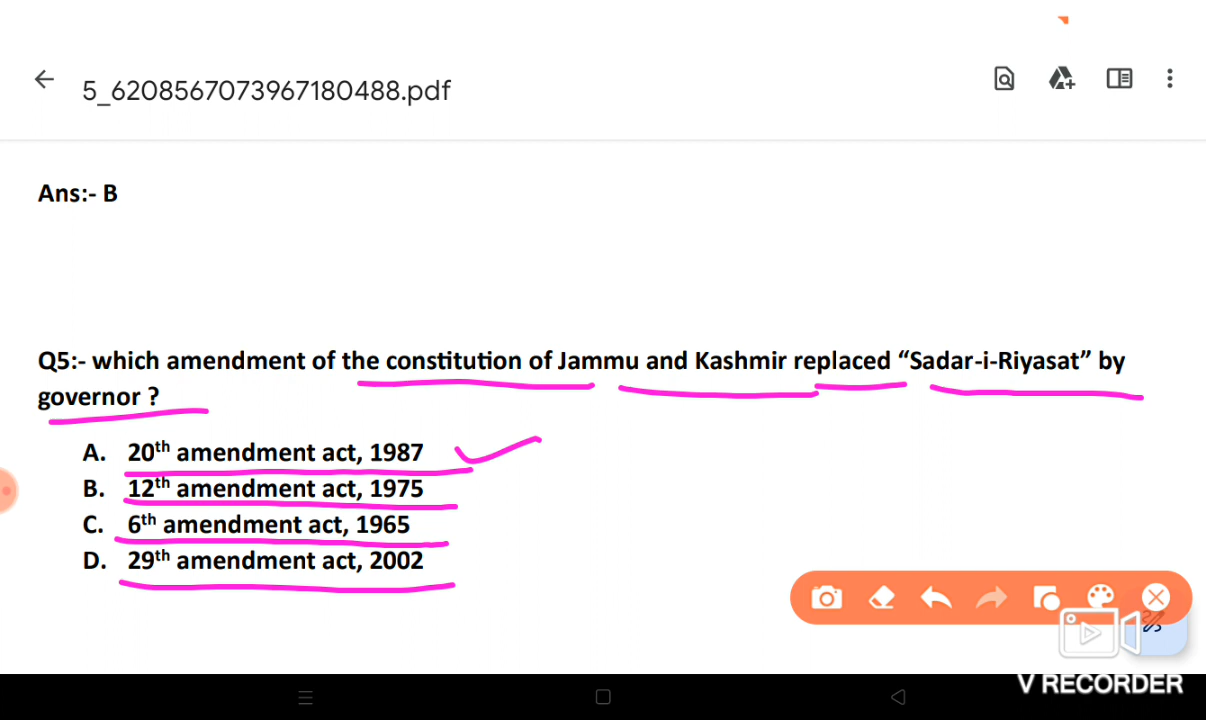 5_6208567073967180488.pdf
Ans:- B
Q5:- which amendment of the constitution of Jammu and Kashmir replaced “Sadar-i-Riyasat” by
governor ?
A. 20th amendment act, 1987
B. 12th amendment act, 1975
C. 6th amendment act, 1965
D. 29th amendment act, 2002
V RECORDER